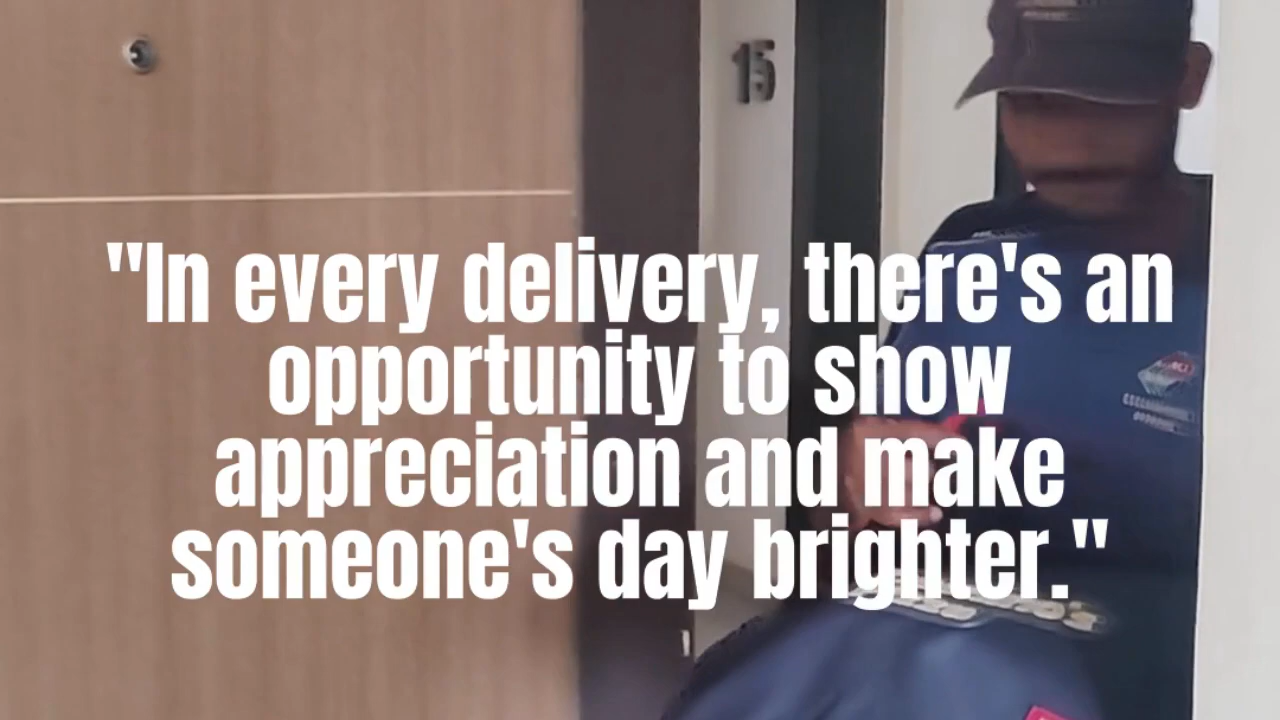 15
"In every delivery, there's an
opportunity to show
appreciation and make
someone's day brighter."